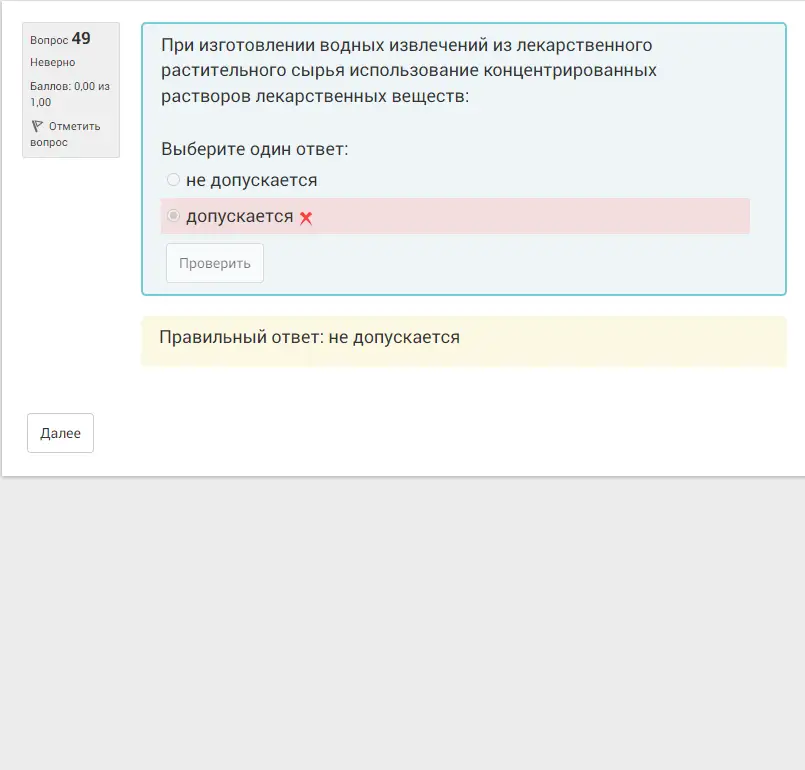 Вопрос 49
Неверно
Баллов: 0,00 из
1,00
Отметить
вопрос
При изготовлении водных извлечений из лекарственного
растительного сырья использование концентрированных
растворов лекарственных веществ:
Выберите один ответ:
не допускается
допускается
Проверить
Правильный ответ: не допускается
Далее